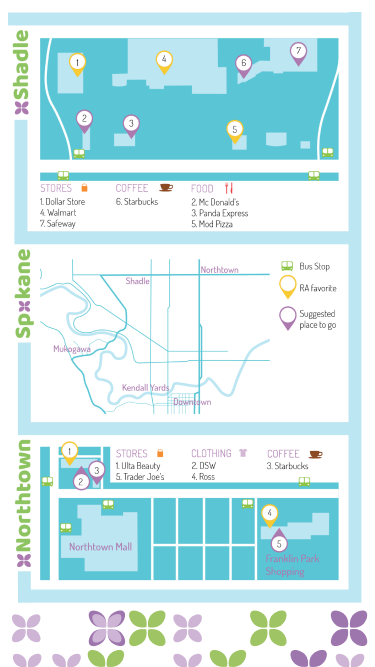 Shadle
1
4
6
7
2
3
5
STORES
1. Dollar Store
4. Walmart
7. Safeway
COFFEE
6. Starbucks
FOOD
2. Mc Donald's
3. Panda Express
5. Mod Pizza
Spokane
Northtown
Shadle
Mukogawa
Kendall Yards
Downtown
Bus Stop
RA favorite
Suggested
place to go
Northtown
1
2
3
STORES
1. Ulta Beauty
5. Trader Joe's
CLOTHING
2. DSW
4. Ross
COFFEE
3. Starbucks
Northtown Mall
4
5
Franklin Park
Shopping